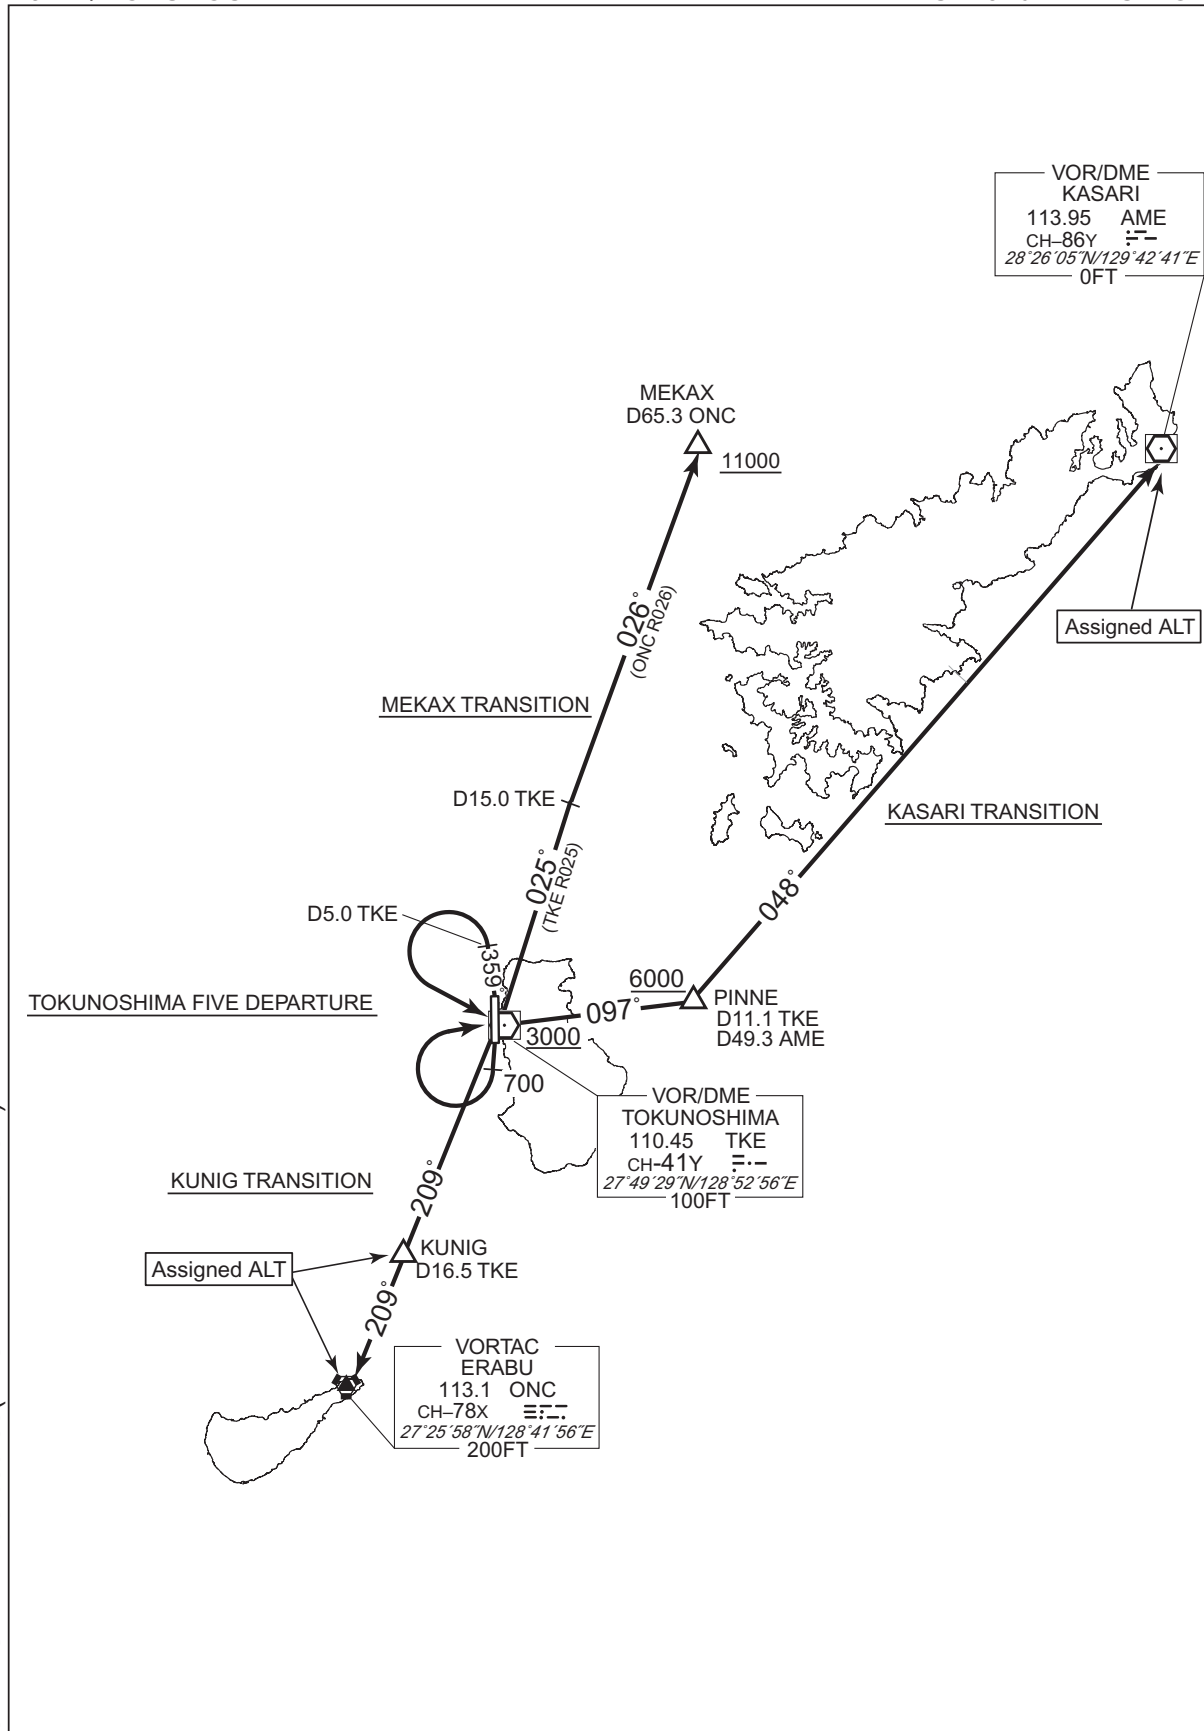 VOR/DME
KASARI
113.95 AME
CH–86Y
28°26´05˝N/129°42´41˝E
0FT
MEKAX
D65.3 ONC
11000
026°
(ONC R026)
Assigned ALT
MEKAX TRANSITION
D15.0 TKE
KASARI TRANSITION
025°
(TKE R025)
048°
D5.0 TKE
359°
6000
TOKUNOSHIMA FIVE DEPARTURE
097°
PINNE
D11.1 TKE
D49.3 AME
3000
700
VOR/DME
TOKUNOSHIMA
110.45 TKE
CH-41Y
27°49´29˝N/128°52´56˝E
100FT
KUNIG TRANSITION
209°
KUNIG
D16.5 TKE
Assigned ALT
209°
VORTAC
ERABU
113.1 ONC
CH–78X
27°25´58˝N/128°41´56˝E
200FT